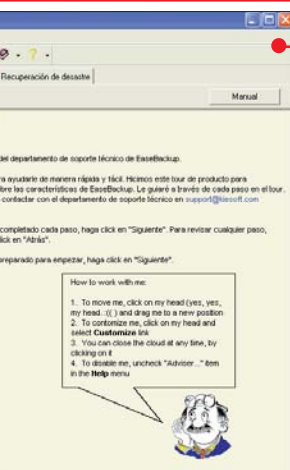 Recuperación de desastre
Manual
del departamento de soporte técnico de EaseBackup.
ra ayudarle de manera rápida y fácil. Hicimos este tour de producto para
bre las características de EaseBackup. Le guiaré a través de cada paso en el tour.
contactar con el departamento de soporte técnico en support@kiesoft.com
completado cada paso, haga click en "Siguiente". Para revisar cualquier paso,
lick en "Atrás".
preparado para empezar, haga click en "Siguiente".
How to work with me:
1. To move me, click on my head (yes, yes,
my head. :(( ) and drag me to a new position
2. To contomize me, click on my head and
select Customize link
3. You can close the cloud at any time, by
clicking on it
4. To disable me, uncheck "Adviser..." item
in the Help menu